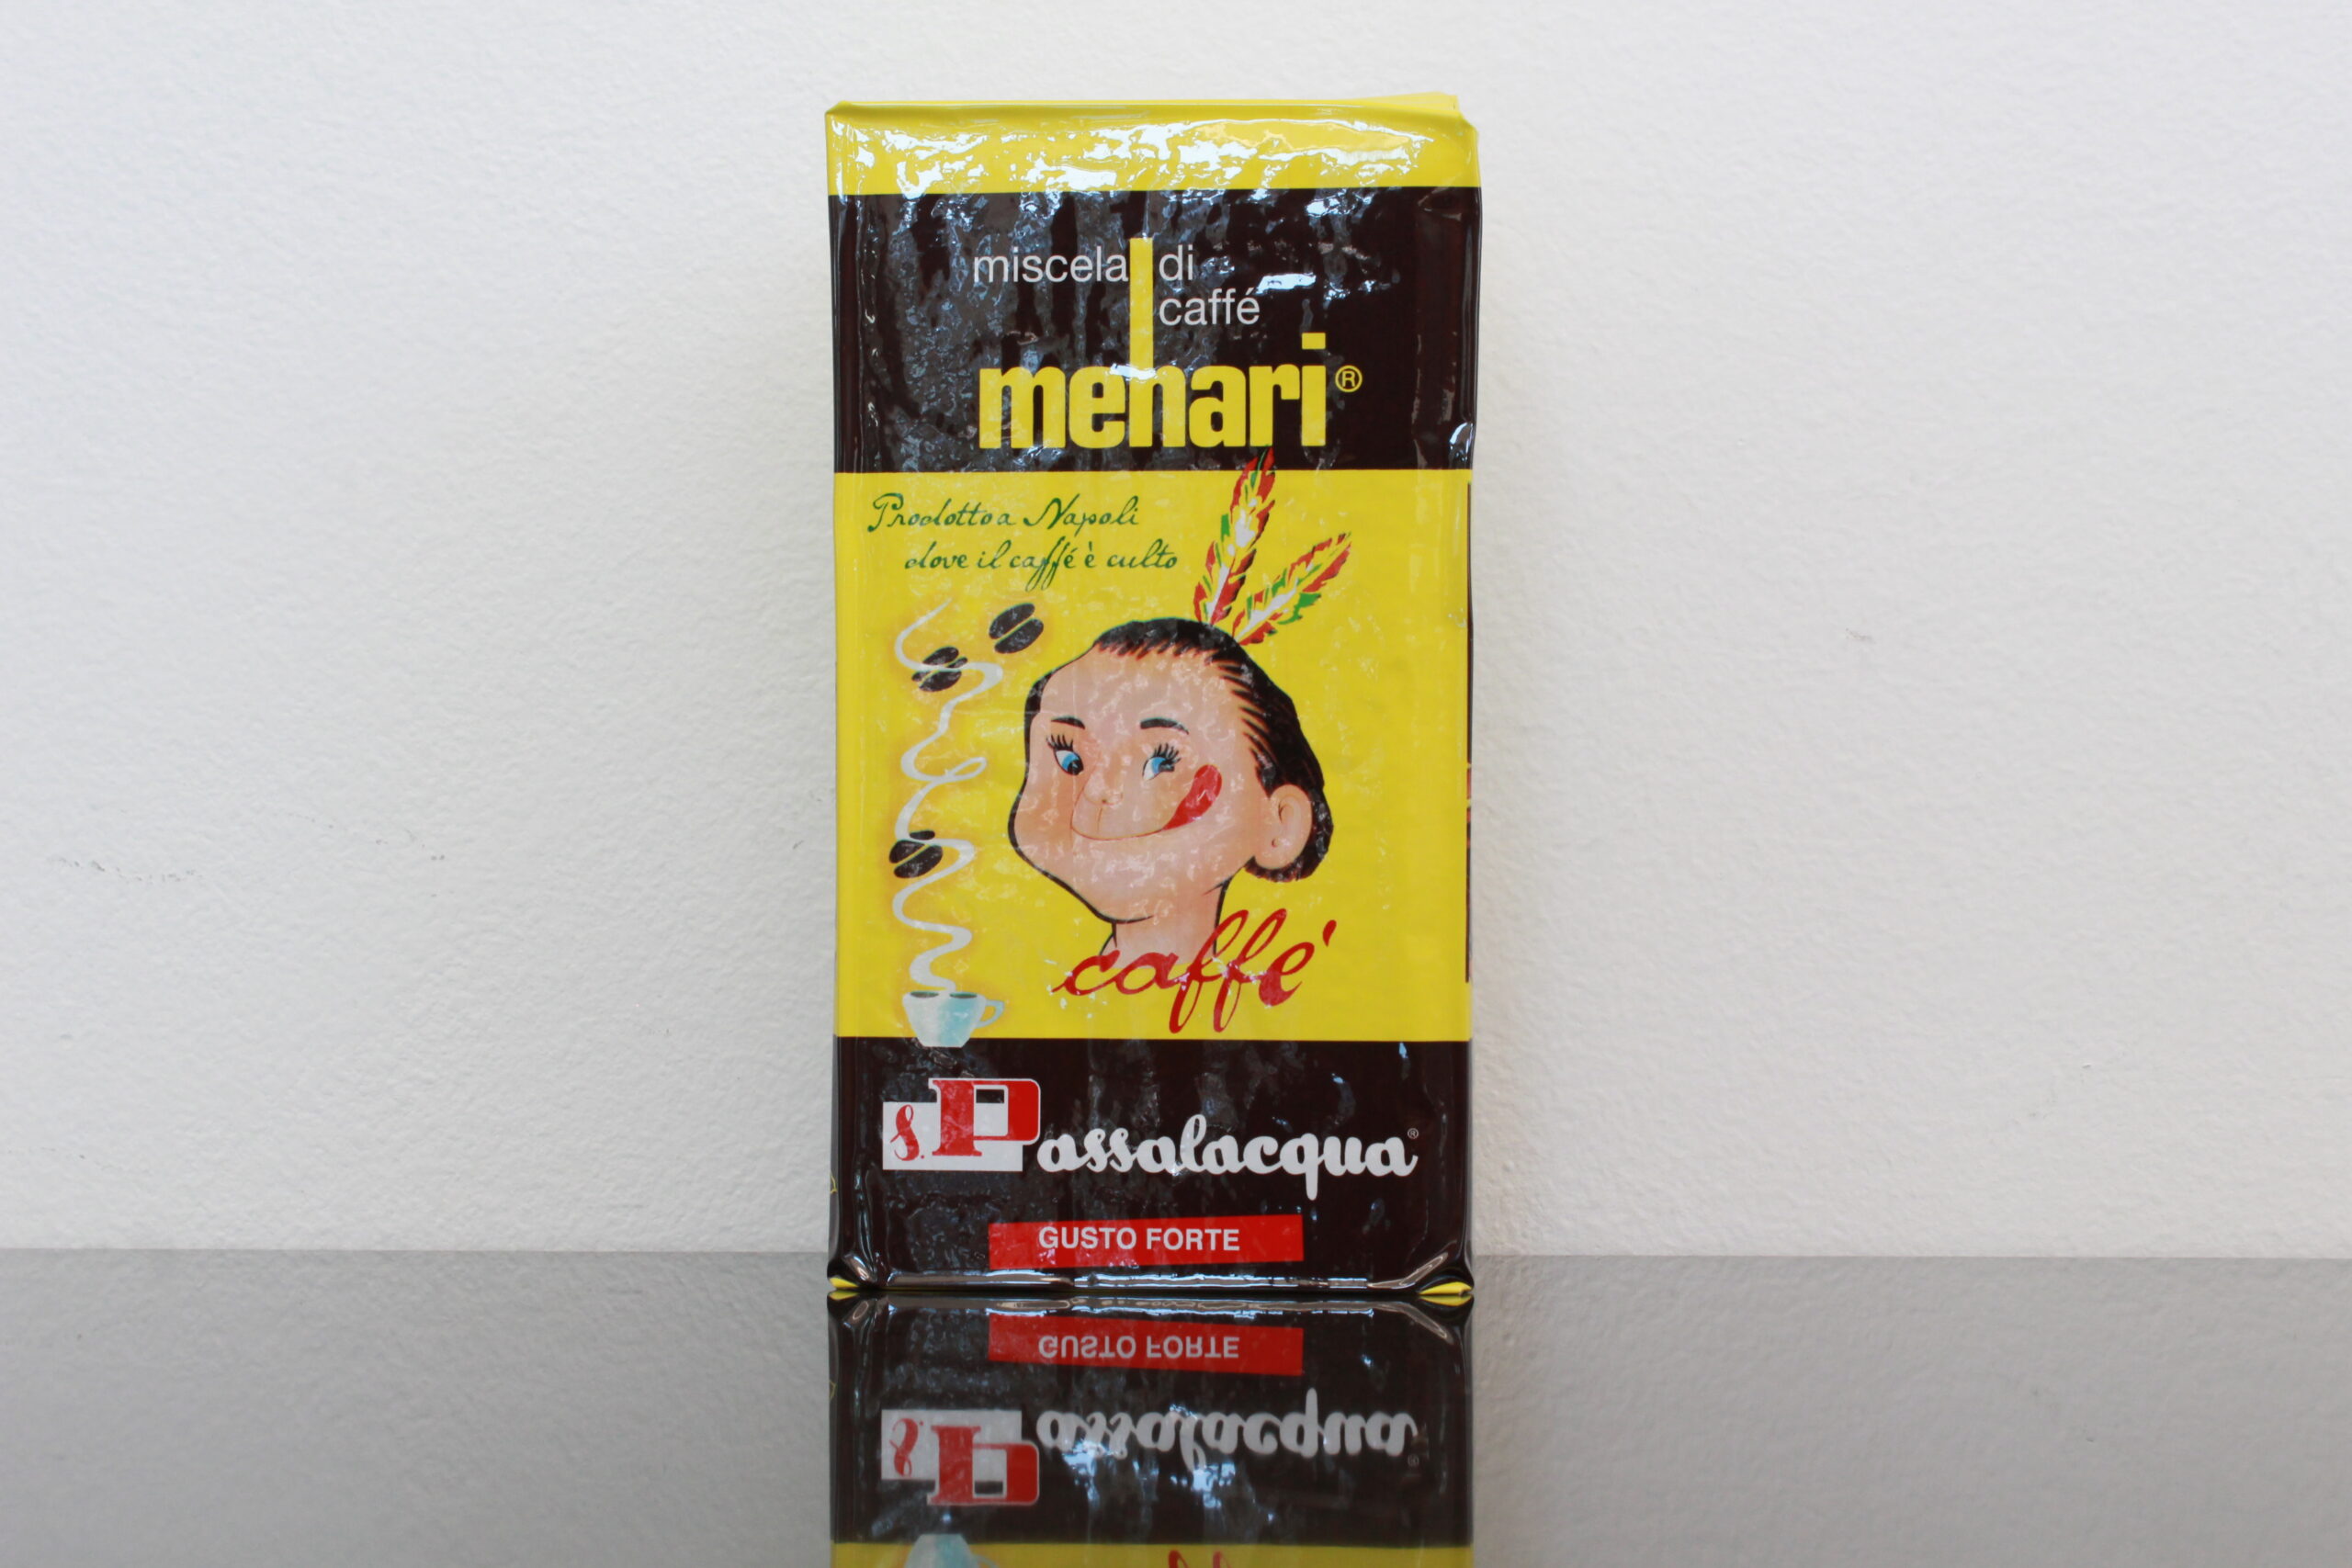 miscela di
caffé
mehari®
Prodotto a Napoli
dove il caffé è culto
caffé
S. Passalacqua®
GUSTO FORTE